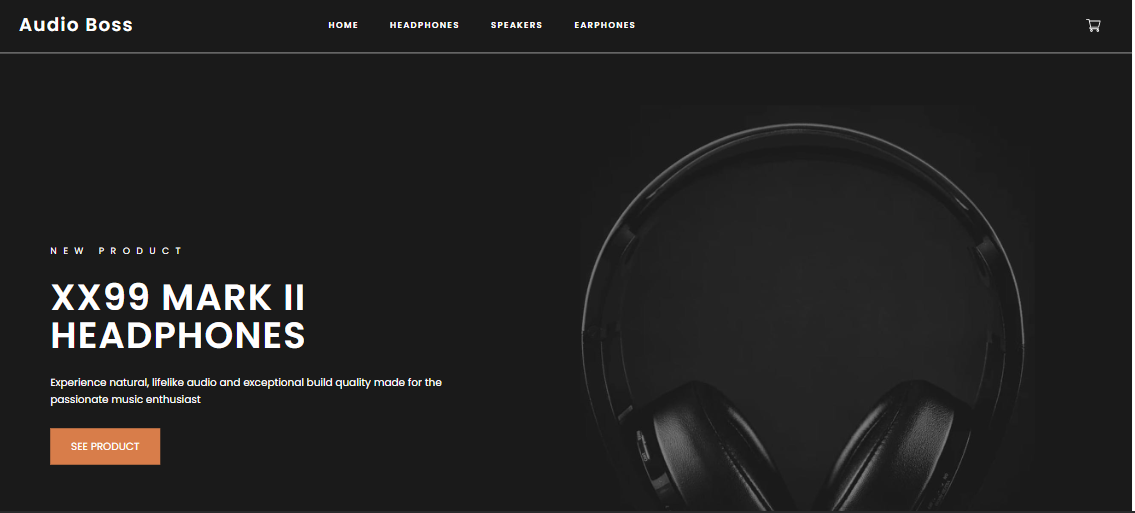 Audio Boss
HOME HEADPHONES SPEAKERS EARPHONES
NEW PRODUCT
XX99 MARK II
HEADPHONES
Experience natural, lifelike audio and exceptional build quality made for the
passionate music enthusiast
SEE PRODUCT